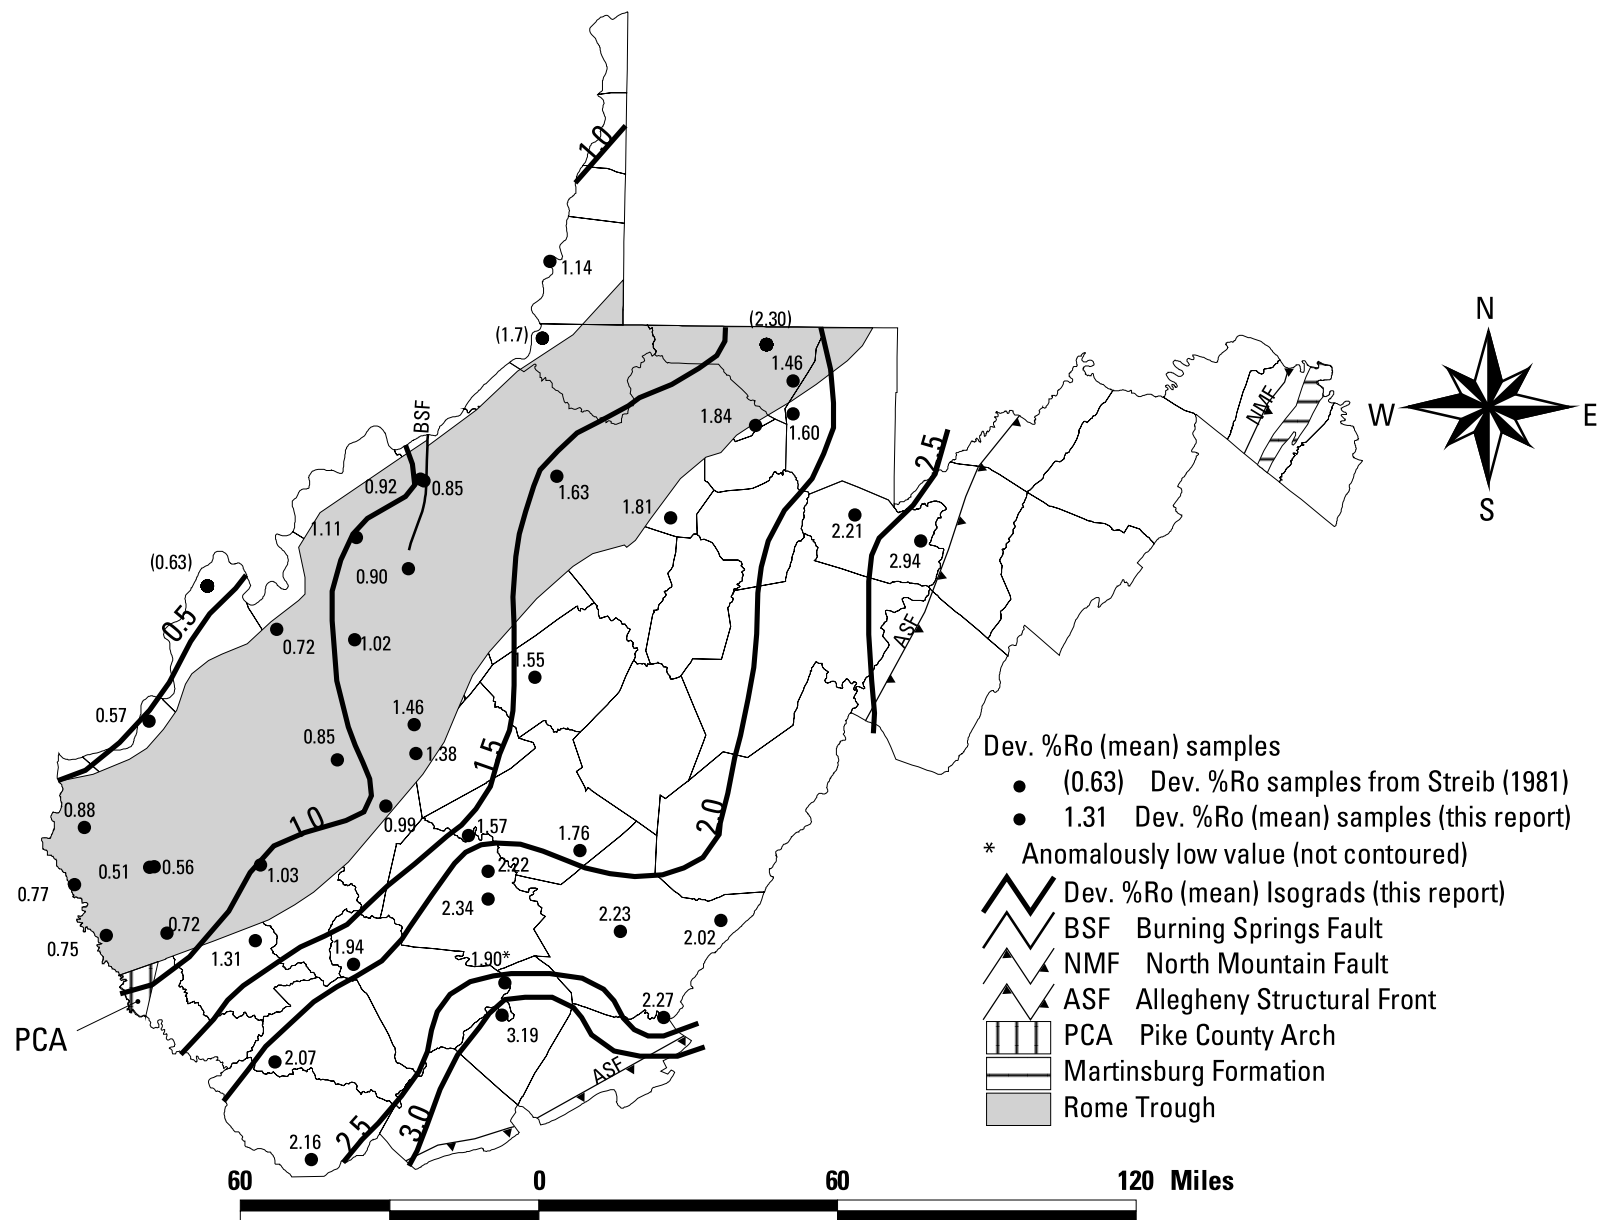 1.0
1.14
(1.7)
(2.30)
1.46
1.84
1.60
BSF
0.92
0.85
1.63
1.81
2.5
NMF
1.11
2.21
2.94
0.90
(0.63)
0.5
0.72
1.02
ASF
1.55
0.57
1.46
0.85
1.38
1.5
0.88
1.0
0.99
1.57
1.76
2.0
0.51
0.56
1.03
2.22
0.77
2.34
0.72
2.23
2.02
0.75
1.31
1.94
1.90*
PCA
2.27
3.19
2.07
ASF
2.16
2.5
3.0
N
W
E
S
Dev. %Ro (mean) samples
(0.63) Dev. %Ro samples from Streib (1981)
1.31 Dev. %Ro (mean) samples (this report)
* Anomalously low value (not contoured)
Dev. %Ro (mean) Isograds (this report)
BSF Burning Springs Fault
NMF North Mountain Fault
ASF Allegheny Structural Front
PCA Pike County Arch
Martinsburg Formation
Rome Trough
60 0 60 120 Miles